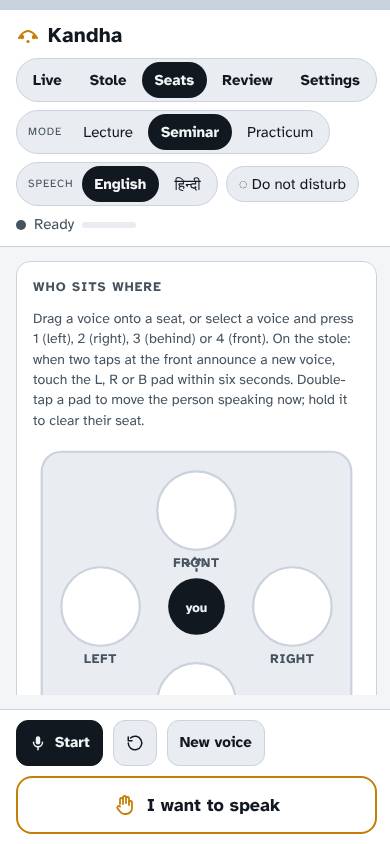 Kandha
Live Stole Seats Review Settings
MODE Lecture Seminar Practicum
SPEECH English हिन्दी Do not disturb
Ready
WHO SITS WHERE
Drag a voice onto a seat, or select a voice and press
1 (left), 2 (right), 3 (behind) or 4 (front). On the stole:
when two taps at the front announce a new voice,
touch the L, R or B pad within six seconds. Double-
tap a pad to move the person speaking now; hold it
to clear their seat.
FRONT
you
LEFT RIGHT
Start New voice
I want to speak